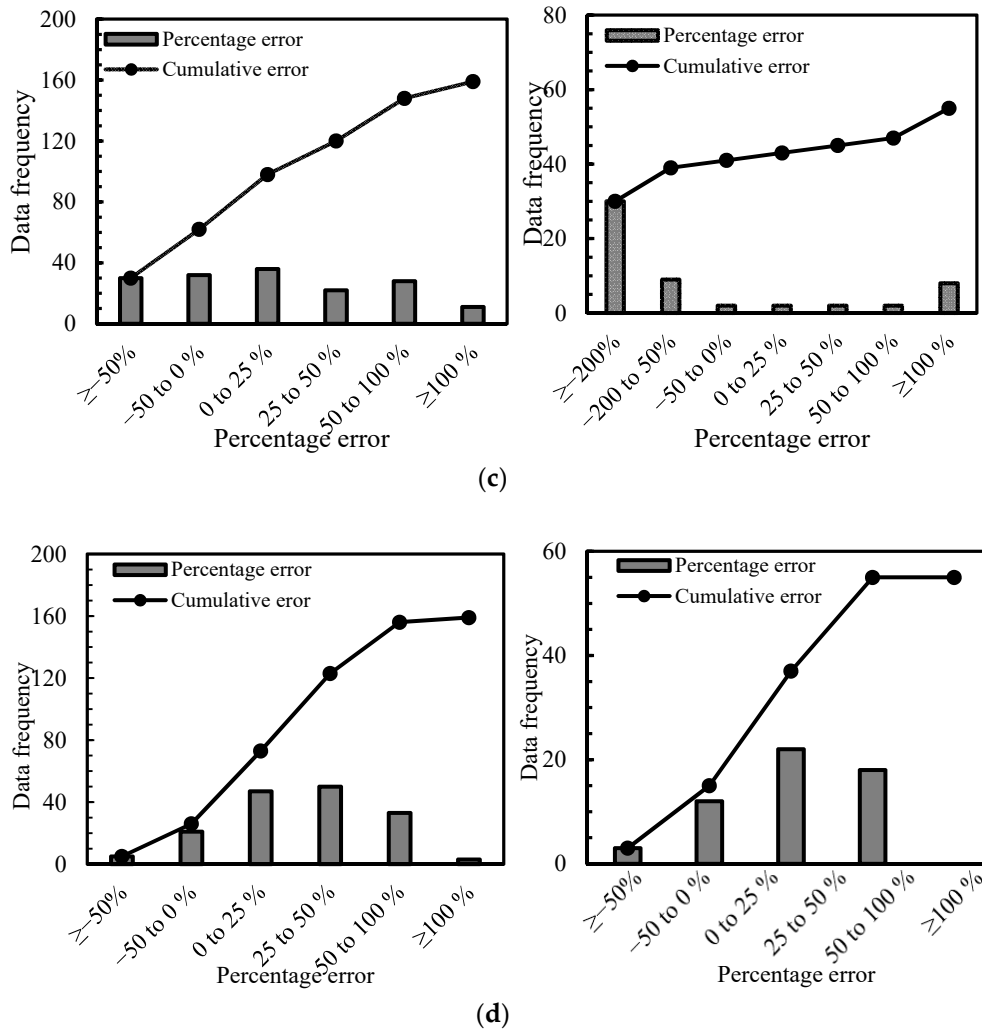 200
160
120
80
40
0
Data frequency
Percentage error
Cumulative error
≥−50%
−50 to 0 %
0 to 25 %
25 to 50 %
50 to 100 %
≥100 %
Percentage error
80
60
40
20
0
Data frequency
Percentage error
Cumulative error
≥−200%
−200 to 50%
−50 to 0%
0 to 25 %
25 to 50 %
50 to 100 %
≥100 %
Percentage error
(c)
200
160
120
80
40
0
Data frequency
Percentage error
Cumulative eror
≥−50%
−50 to 0 %
0 to 25 %
25 to 50 %
50 to 100 %
≥100 %
Percentage error
60
40
20
0
Data frequency
Percentage error
Cumulative error
≥−50%
−50 to 0 %
0 to 25 %
25 to 50 %
50 to 100 %
≥100 %
Percentage error
(d)